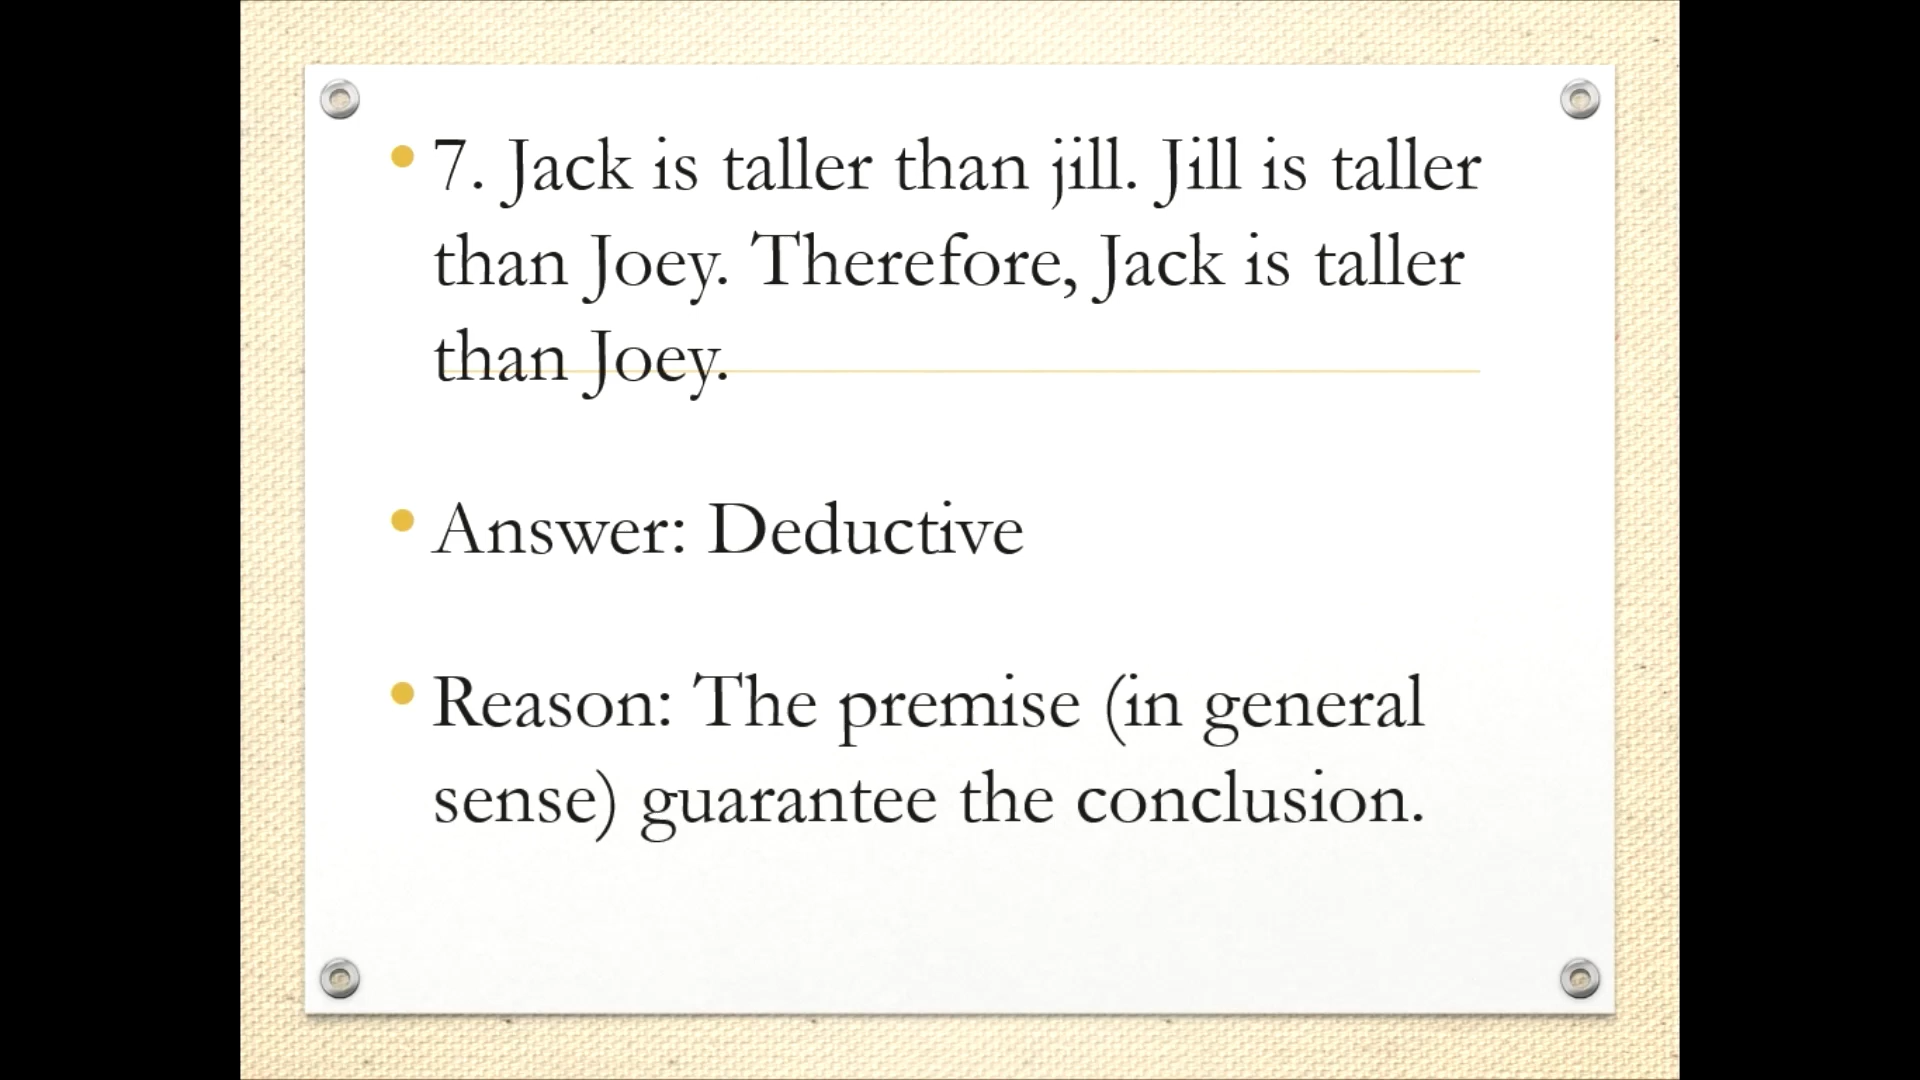 • 7. Jack is taller than jill. Jill is taller
than Joey. Therefore, Jack is taller
than Joey.
• Answer: Deductive
• Reason: The premise (in general
sense) guarantee the conclusion.